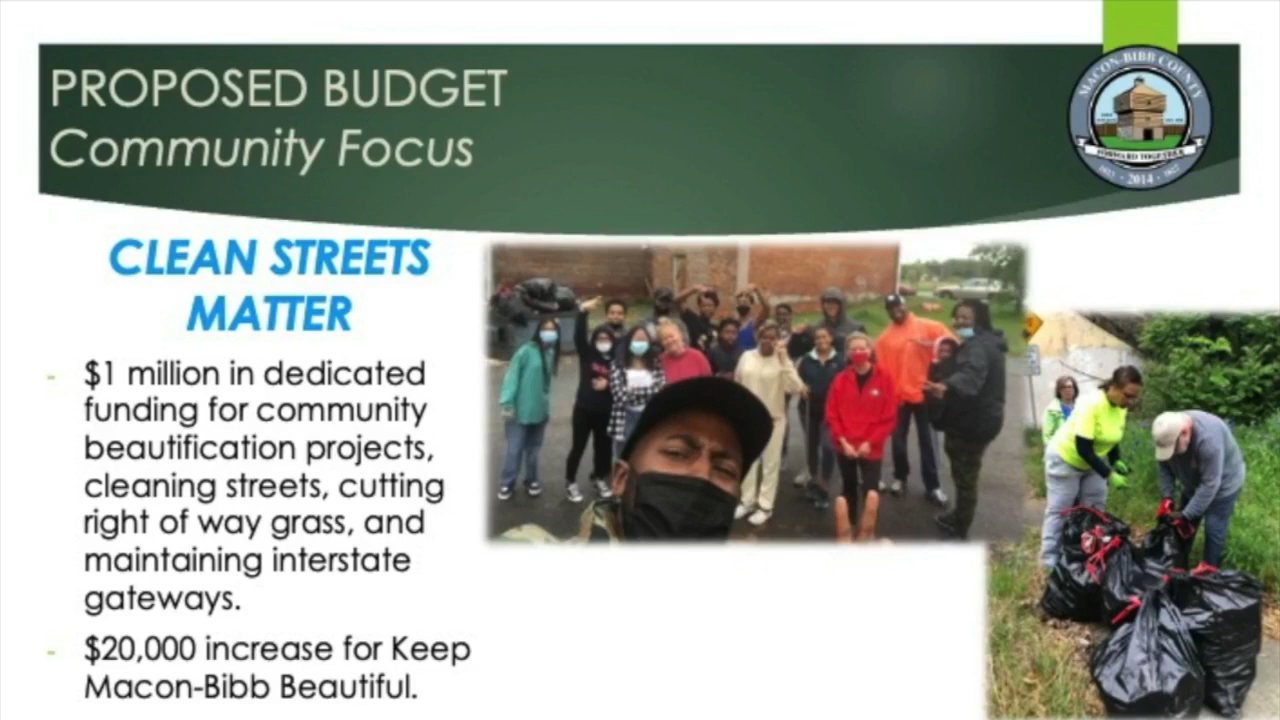 PROPOSED BUDGET
Community Focus
MACON-BIBB COUNTY
FORWARD TOGETHER
2014
CLEAN STREETS
MATTER
- $1 million in dedicated
funding for community
beautification projects,
cleaning streets, cutting
right of way grass, and
maintaining interstate
gateways.
- $20,000 increase for Keep
Macon-Bibb Beautiful.